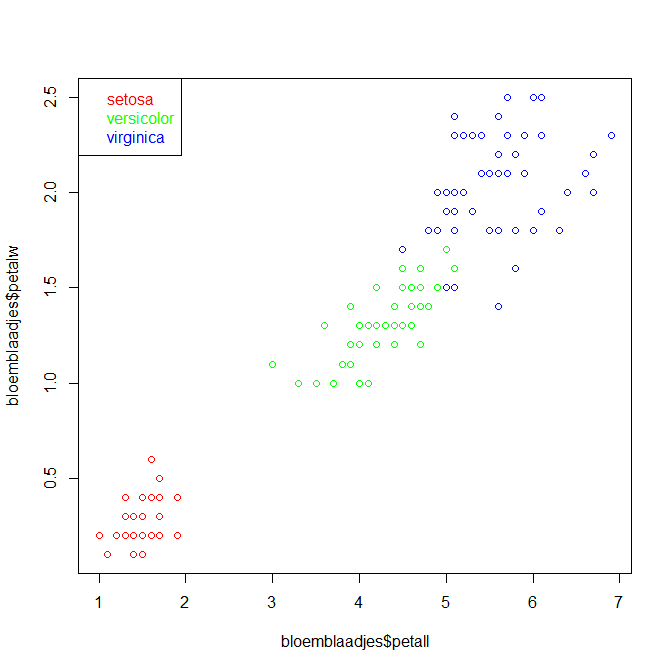 setosa
versicolor
virginica
2.5
2.0
1.5
1.0
0.5
bloemblaadjes$petalw
1 2 3 4 5 6 7
bloemblaadjes$petall